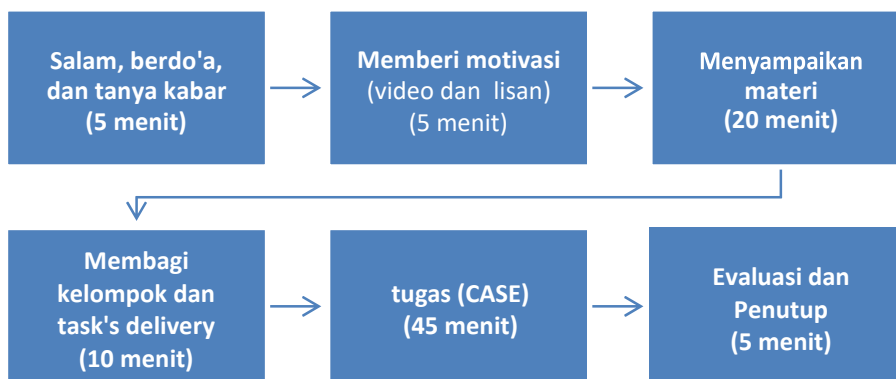 Salam, berdo'a,
dan tanya kabar
(5 menit)
Memberi motivasi
(video dan lisan)
(5 menit)
Menyampaikan
materi
(20 menit)
Membagi
kelompok dan
task's delivery
(10 menit)
tugas (CASE)
(45 menit)
Evaluasi dan
Penutup
(5 menit)